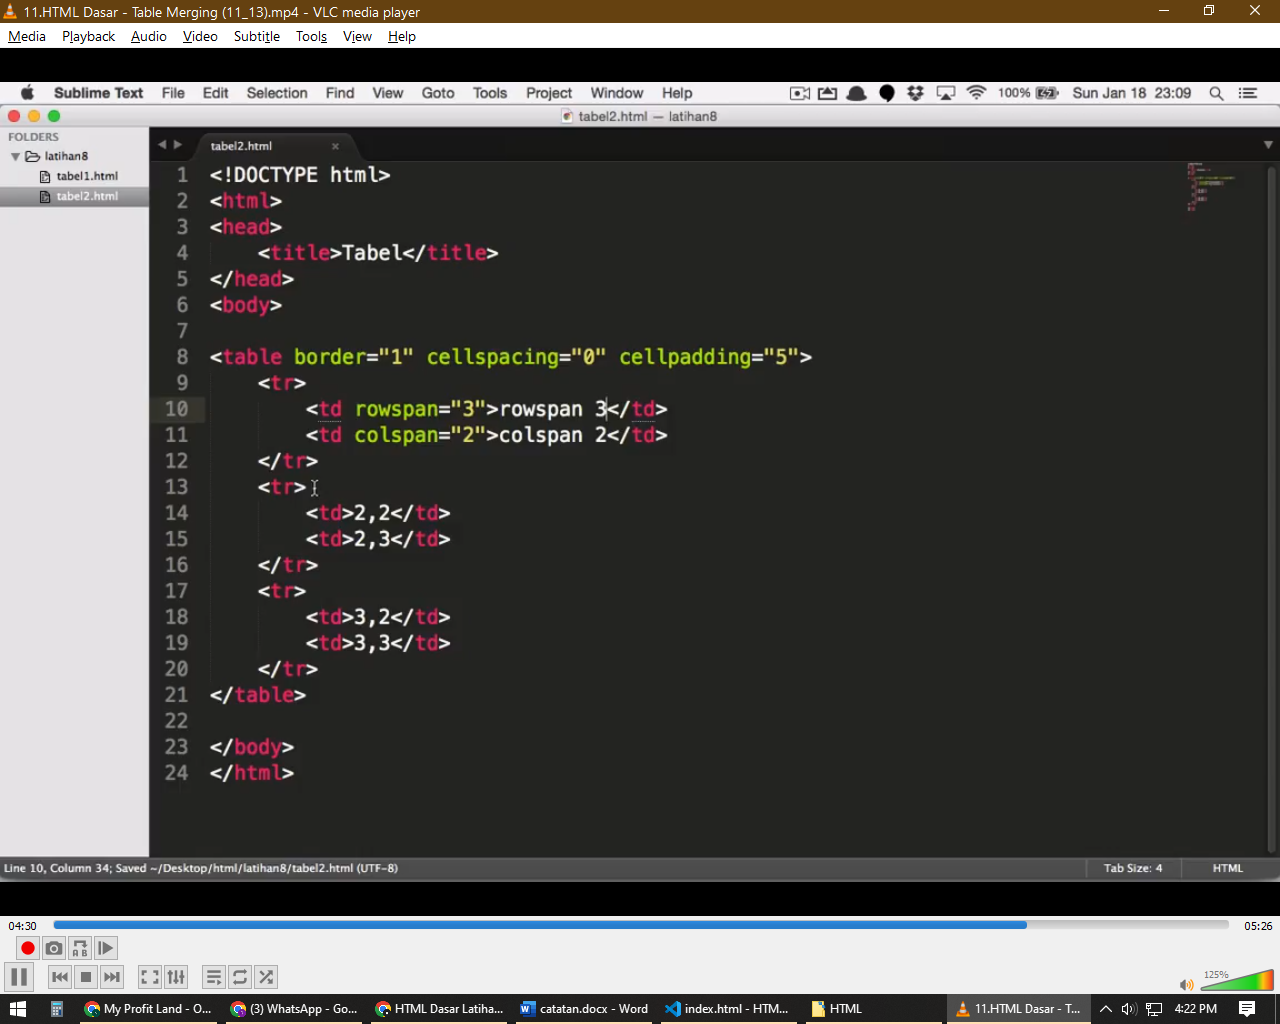 11.HTML Dasar - Table Merging (11_13).mp4 - VLC media player
Media Playback Audio Video Subtitle Tools View Help
Sublime Text File Edit Selection Find View Goto Tools Project Window Help 100% Sun Jan 18 23:09
tabel2.html — latihan8
FOLDERS
latihan8
tabel1.html
tabel2.html
tabel2.html ×
1 <!DOCTYPE html>
2 <html>
3 <head>
4     <title>Tabel</title>
5 </head>
6 <body>
7
8 <table border="1" cellspacing="0" cellpadding="5">
9     <tr>
10         <td rowspan="3">rowspan 3</td>
11         <td colspan="2">colspan 2</td>
12     </tr>
13     <tr>
14         <td>2,2</td>
15         <td>2,3</td>
16     </tr>
17     <tr>
18         <td>3,2</td>
19         <td>3,3</td>
20     </tr>
21 </table>
22
23 </body>
24 </html>
Line 10, Column 34; Saved ~/Desktop/html/latihan8/tabel2.html (UTF-8) Tab Size: 4 HTML
04:30 05:26
A B
125%
My Profit Land - O... (3) WhatsApp - Go... HTML Dasar Latiha... catatan.docx - Word index.html - HTM... HTML 11.HTML Dasar - T... 4:22 PM